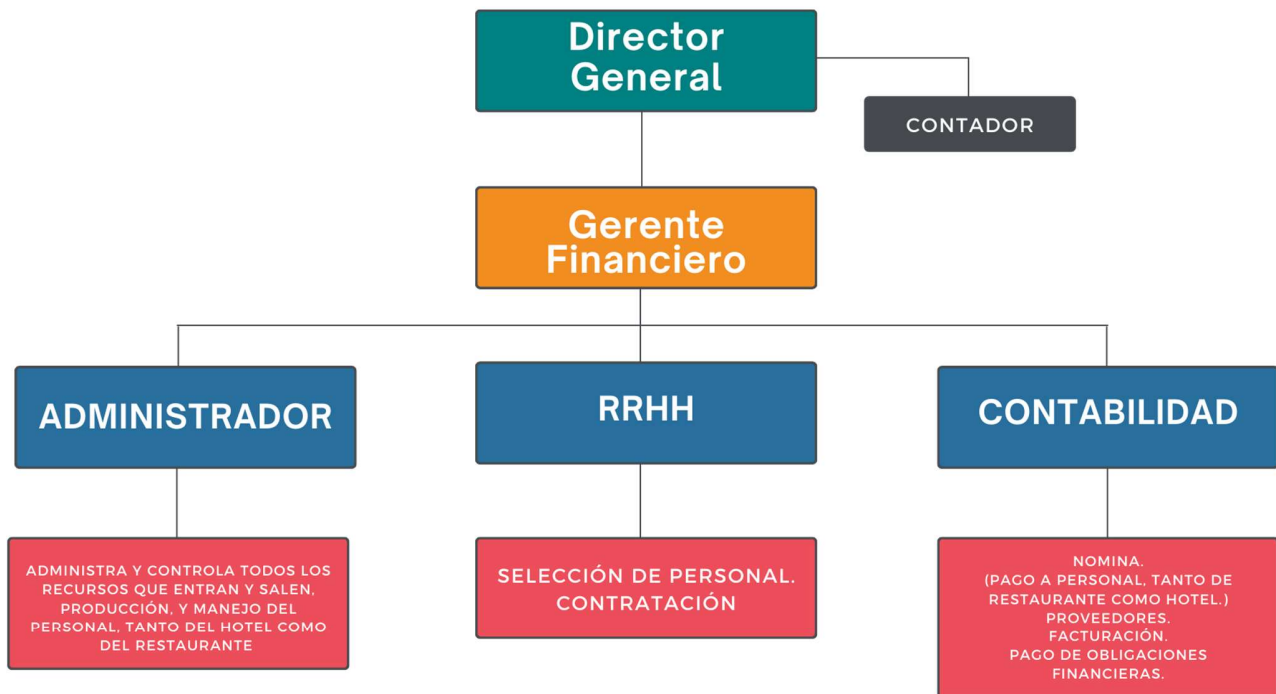 Director
General
CONTADOR
Gerente
Financiero
ADMINISTRADOR
RRHH
CONTABILIDAD
ADMINISTRA Y CONTROLA TODOS LOS
RECURSOS QUE ENTRAN Y SALEN,
PRODUCCIÓN, Y MANEJO DEL
PERSONAL, TANTO DEL HOTEL COMO
DEL RESTAURANTE
SELECCIÓN DE PERSONAL.
CONTRATACIÓN
NOMINA.
(PAGO A PERSONAL, TANTO DE
RESTAURANTE COMO HOTEL.)
PROVEEDORES.
FACTURACIÓN.
PAGO DE OBLIGACIONES
FINANCIERAS.